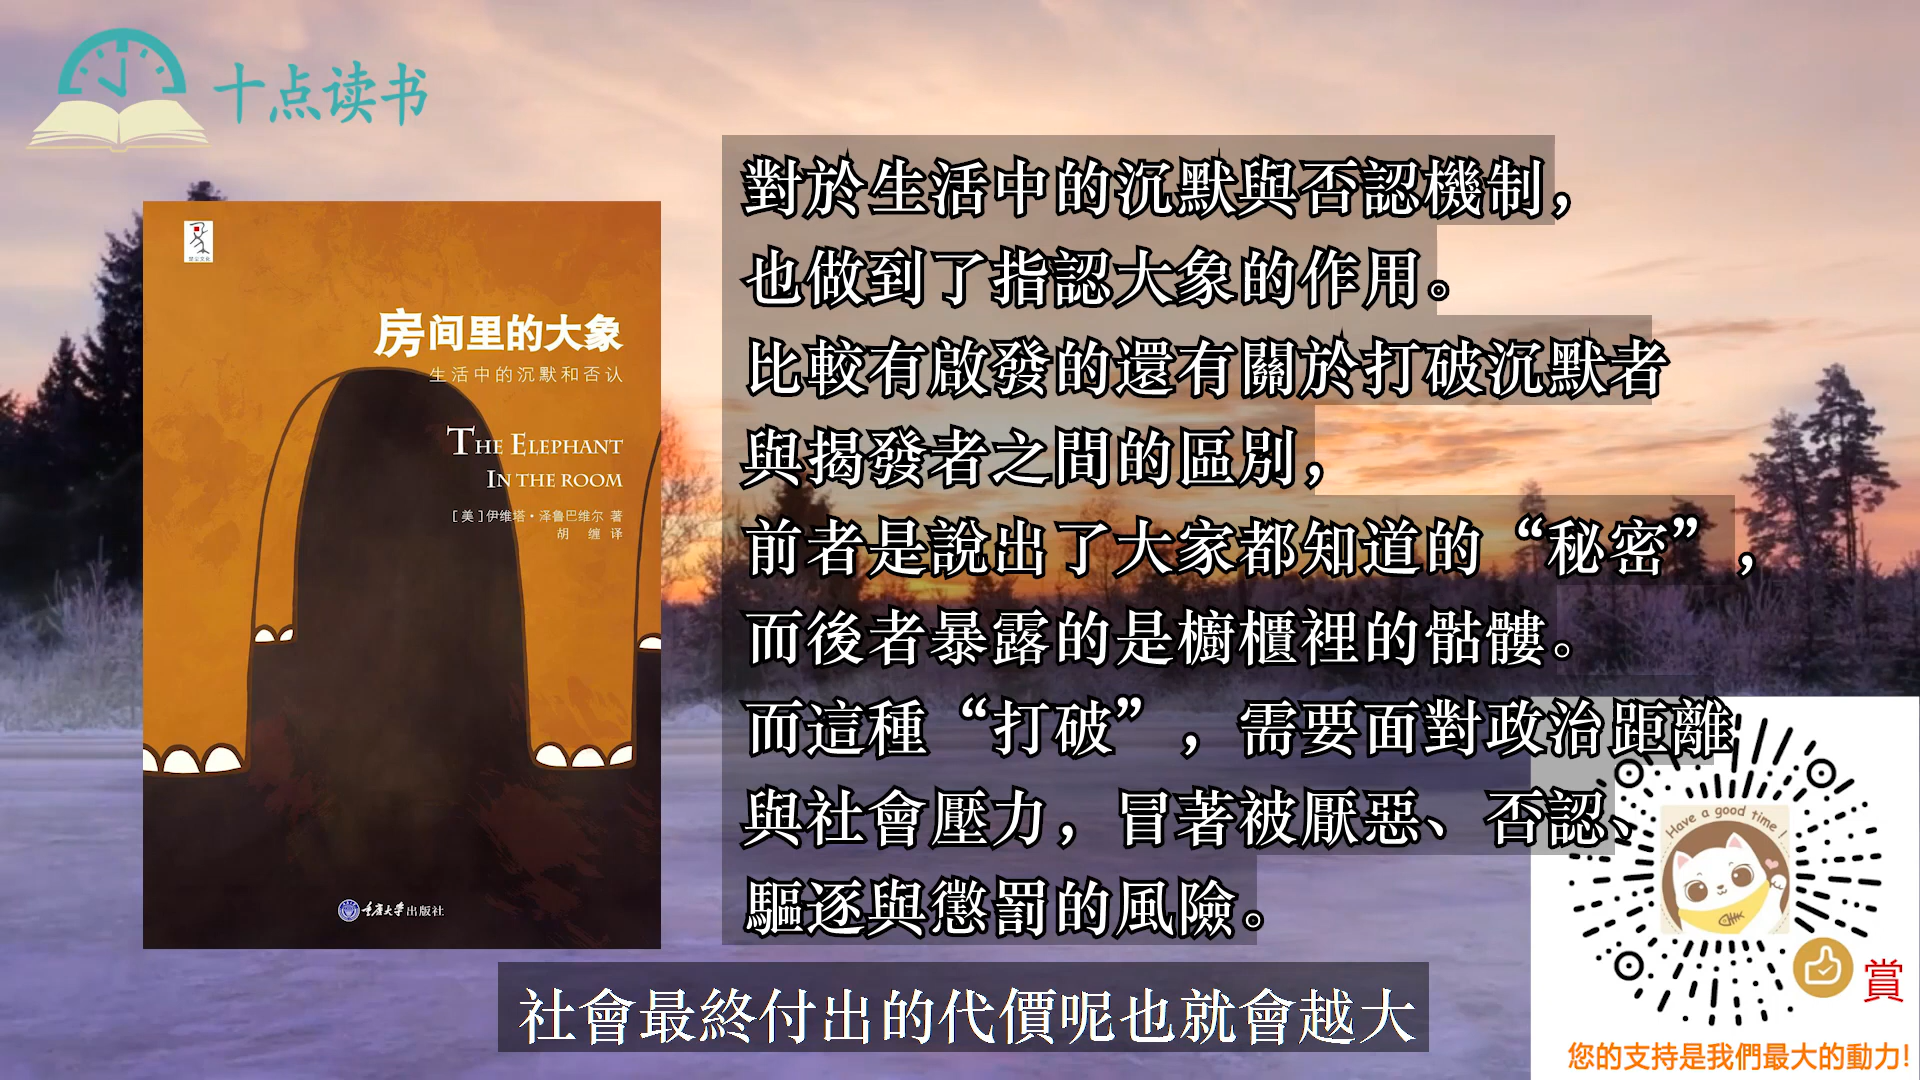 十点读书
房间里的大象
生活中的沉默和否认
THE ELEPHANT
IN THE ROOM
[美]伊维塔·泽鲁巴维尔 著
胡 缠 译
重庆大学出版社
對於生活中的沉默與否認機制，
也做到了指認大象的作用。
比較有啟發的還有關於打破沉默者
與揭發者之間的區別，
前者是說出了大家都知道的“秘密”，
而後者暴露的是櫥櫃裡的骷髏。
而這種“打破”，需要面對政治距離
與社會壓力，冒著被厭惡、否認、
驅逐與懲罰的風險。
社會最終付出的代價呢也就會越大
Have a good time!
賞
您的支持是我們最大的動力!